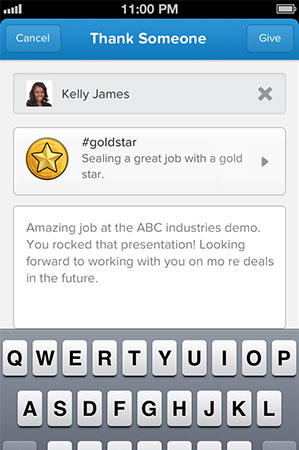 11:00 PM
Cancel Thank Someone Give
Kelly James
#goldstar
Sealing a great job with a gold
star.
Amazing job at the ABC industries demo.
You rocked that presentation! Looking
forward to working with you on mo re deals
in the future.
Q W E R T Y U I O P
A S D F G H J K L